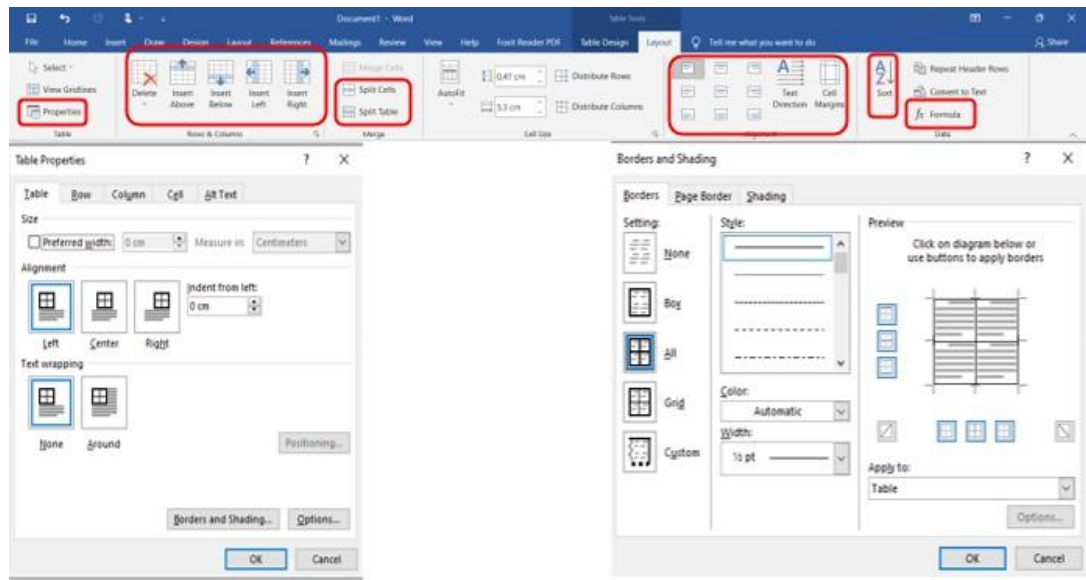 Document1 - Word
Table Tools
File Home Insert Draw Design Layout References Mailings Review View Help Foxit Reader PDF Table Design Layout Tell me what you want to do Share
Select
View Gridlines
Properties
Table
Delete
Insert Above
Insert Below
Insert Left
Insert Right
Rows & Columns
Merge Cells
Split Cells
Split Table
Merge
AutoFit
0.47 cm
Distribute Rows
5.3 cm
Distribute Columns
Cell Size
Text Direction
Cell Margins
Alignment
Sort
Repeat Header Rows
Convert to Text
fx Formula
Data
Table Properties ? X
Table Row Column Cell Alt Text
Size
Preferred width: 0 cm Measure in: Centimeters
Alignment
Indent from left:
0 cm
Left Center Right
Text wrapping
None Around
Positioning...
Borders and Shading... Options...
OK Cancel
Borders and Shading ? X
Borders Page Border Shading
Setting:
None
Box
All
Grid
Custom
Style:
Color:
Automatic
Width:
½ pt
Preview
Click on diagram below or
use buttons to apply borders
Apply to:
Table
Options...
OK Cancel